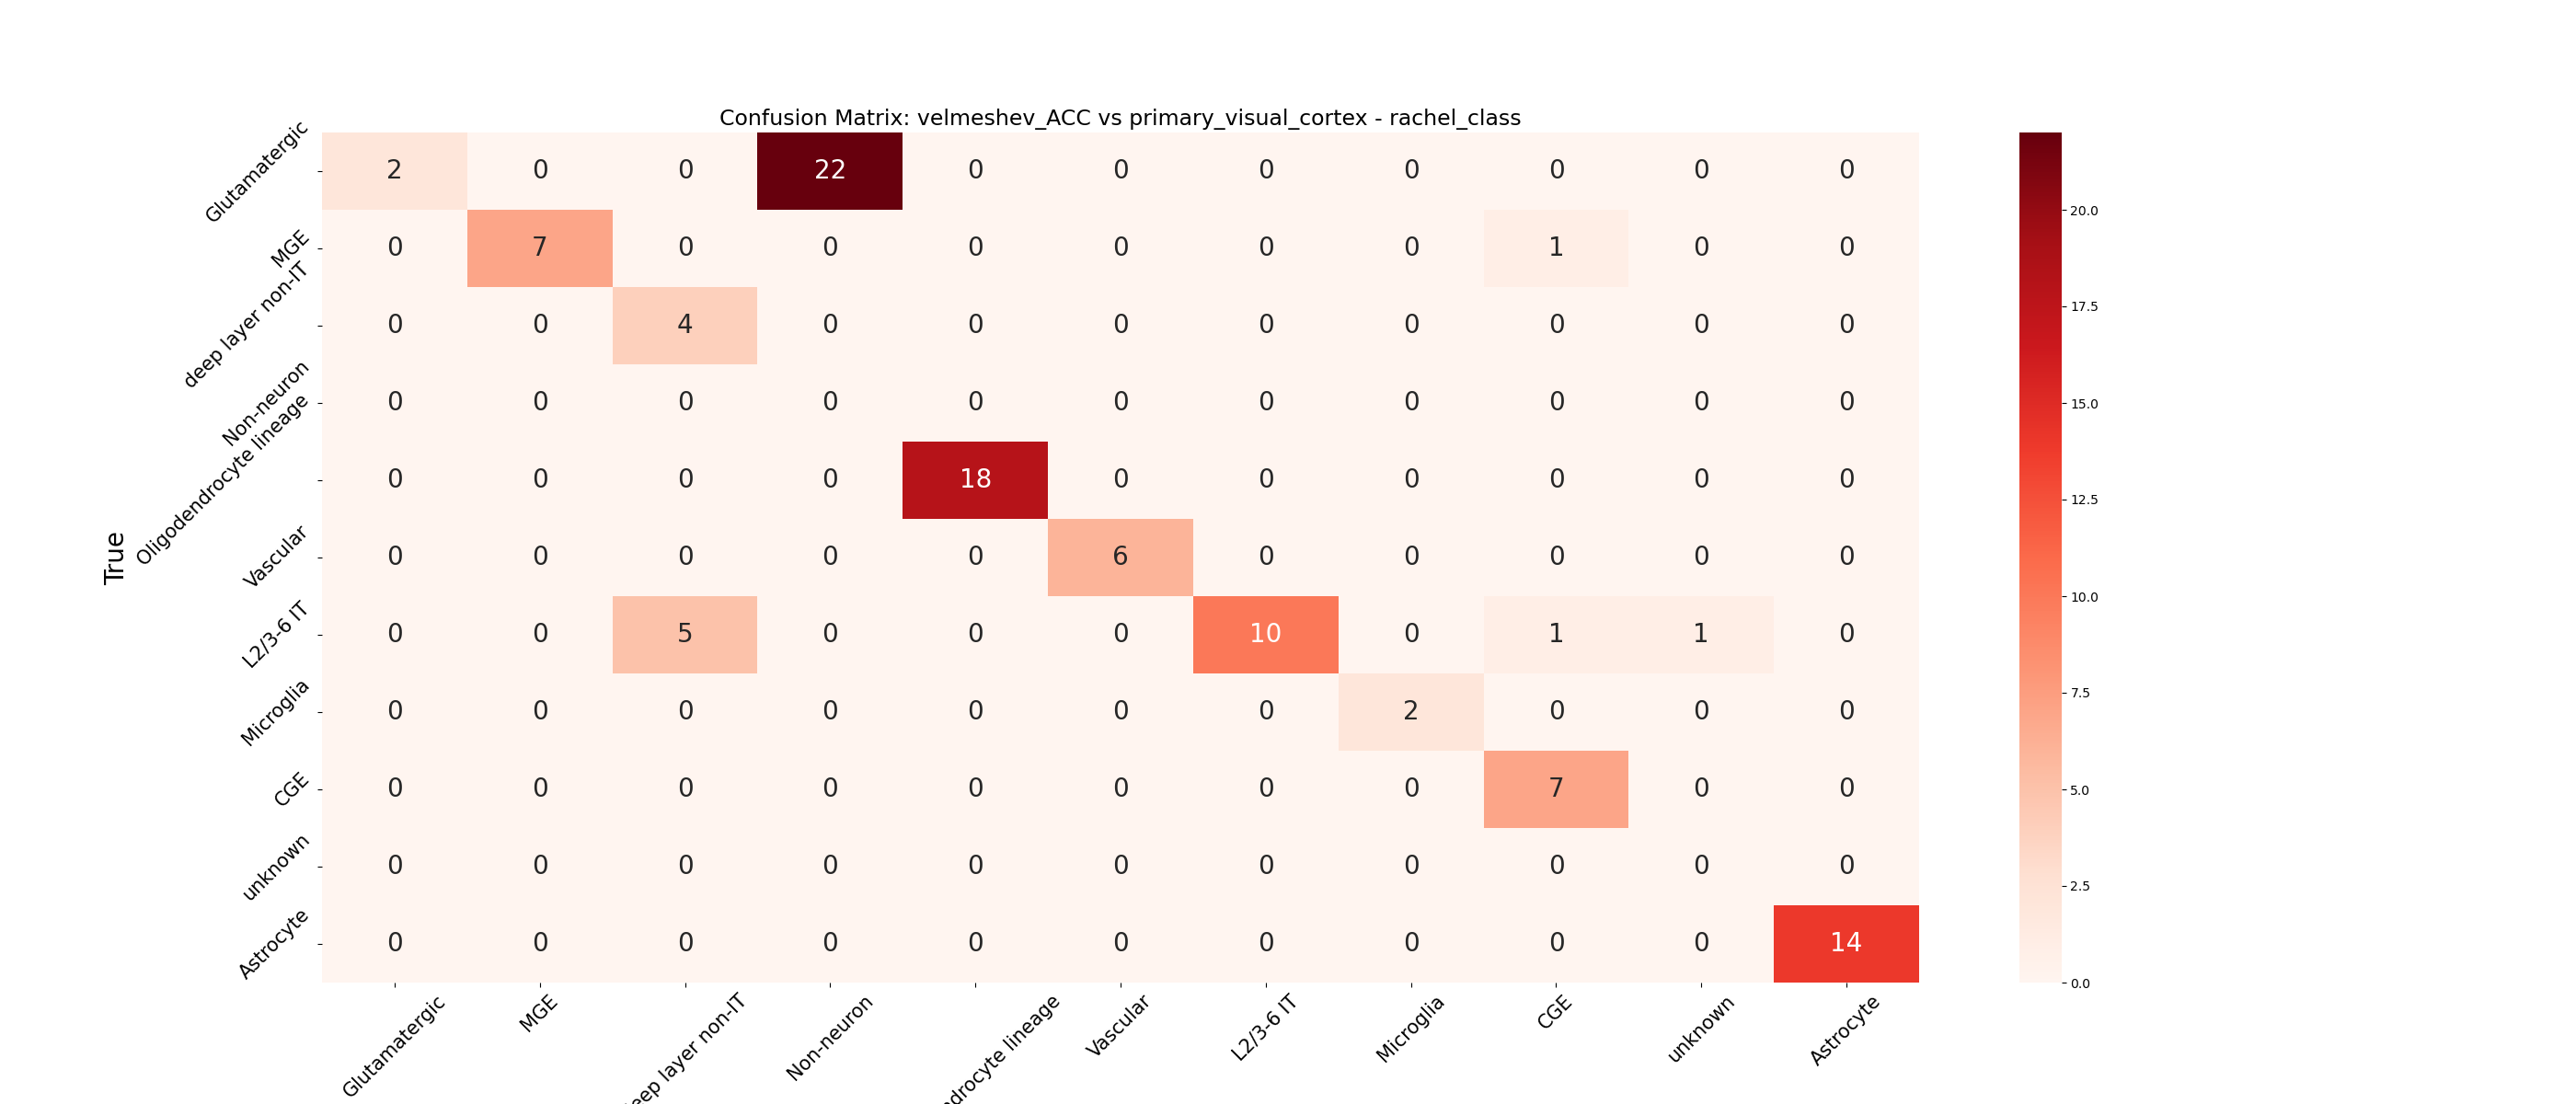 Confusion Matrix: velmeshev_ACC vs primary_visual_cortex - rachel_class
True
Glutamatergic 2 0 0 22 0 0 0 0 0 0 0
MGE 0 7 0 0 0 0 0 0 1 0 0
deep layer non-IT 0 0 4 0 0 0 0 0 0 0 0
Non-neuron 0 0 0 0 0 0 0 0 0 0 0
Oligodendrocyte lineage 0 0 0 0 18 0 0 0 0 0 0
Vascular 0 0 0 0 0 6 0 0 0 0 0
L2/3-6 IT 0 0 5 0 0 0 10 0 1 1 0
Microglia 0 0 0 0 0 0 0 2 0 0 0
CGE 0 0 0 0 0 0 0 0 7 0 0
unknown 0 0 0 0 0 0 0 0 0 0 0
Astrocyte 0 0 0 0 0 0 0 0 0 0 14
Glutamatergic MGE eep layer non-IT Non-neuron ndrocyte lineage Vascular L2/3-6 IT Microglia CGE unknown Astrocyte
20.0
17.5
15.0
12.5
10.0
7.5
5.0
2.5
0.0